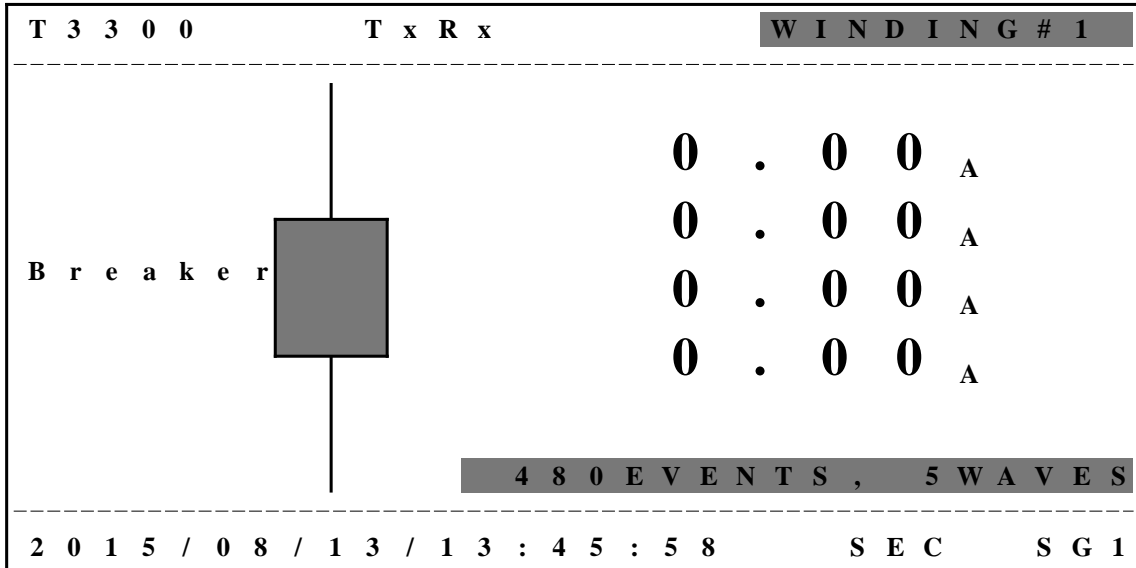 T3300 TxRx WINDING#1
0.00 A
0.00 A
Breaker
0.00 A
0.00 A
480EVENTS, 5WAVES
2015/08/13/13:45:58 SEC SG1